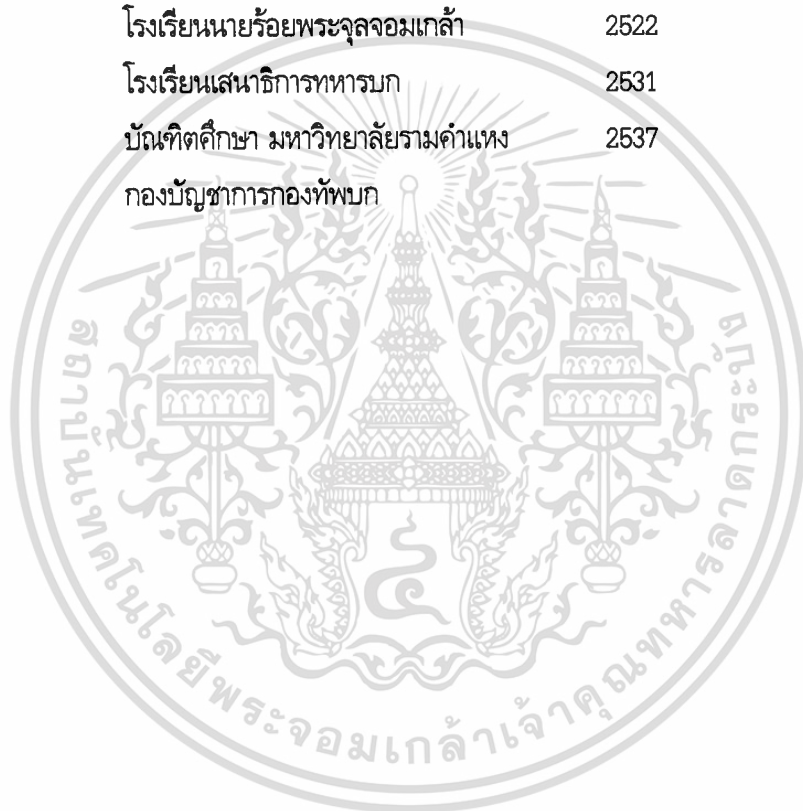 โรงเรียนนายร้อยพระจุลจอมเกล้า 2522
โรงเรียนเสนาธิการทหารบก 2531
บัณฑิตศึกษา มหาวิทยาลัยรามคำแหง 2537
กองบัญชาการกองทัพบก
สถาบันเทคโนโลยีพระจอมเกล้าเจ้าคุณทหารลาดกระบัง
๔